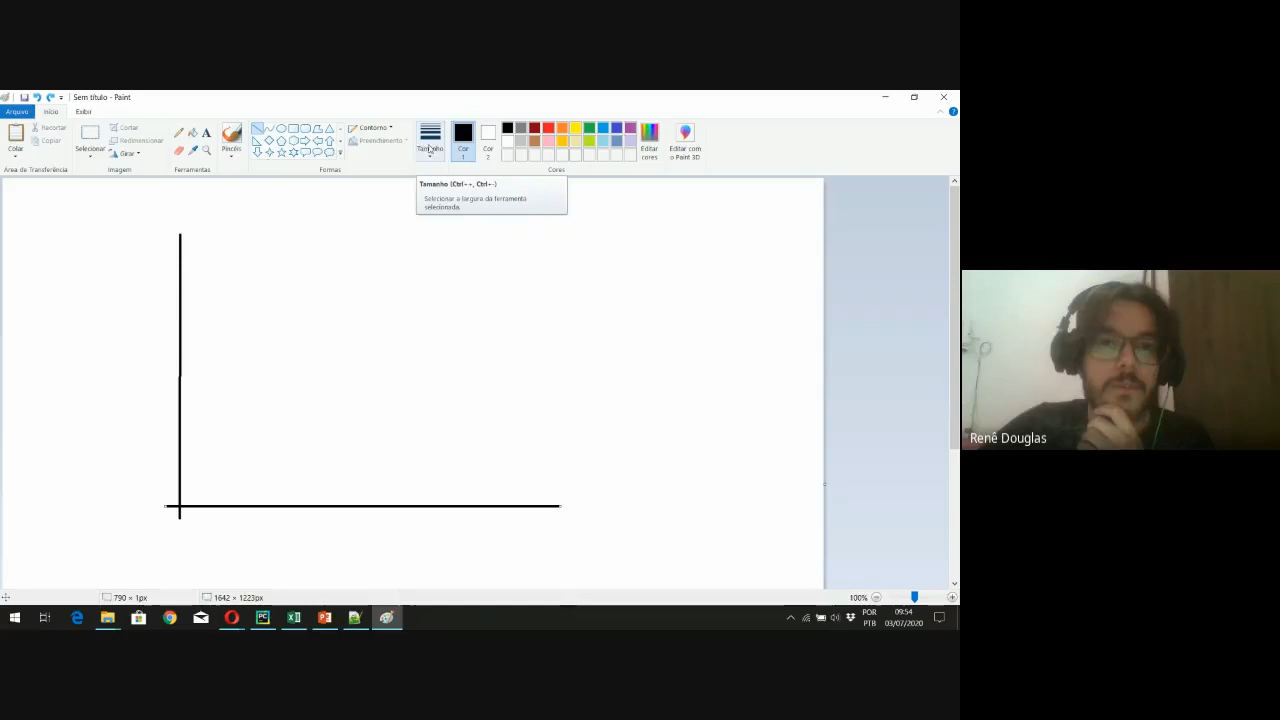 Sem título - Paint
Arquivo
Início
Exibir
Colar
Recortar
Copiar
Área de Transferência
Selecionar
Cortar
Redimensionar
Girar
Imagem
A
Ferramentas
Pincéis
Contorno
Preenchimento
Formas
Tamanho
Cor
1
Cor
2
Editar
cores
Cores
Editar com
o Paint 3D
Tamanho (Ctrl++, Ctrl+-)
Selecionar a largura da ferramenta
selecionada.
Renê Douglas
790 × 1px
1642 × 1223px
100%
PC
POR
PTB
09:54
03/07/2020